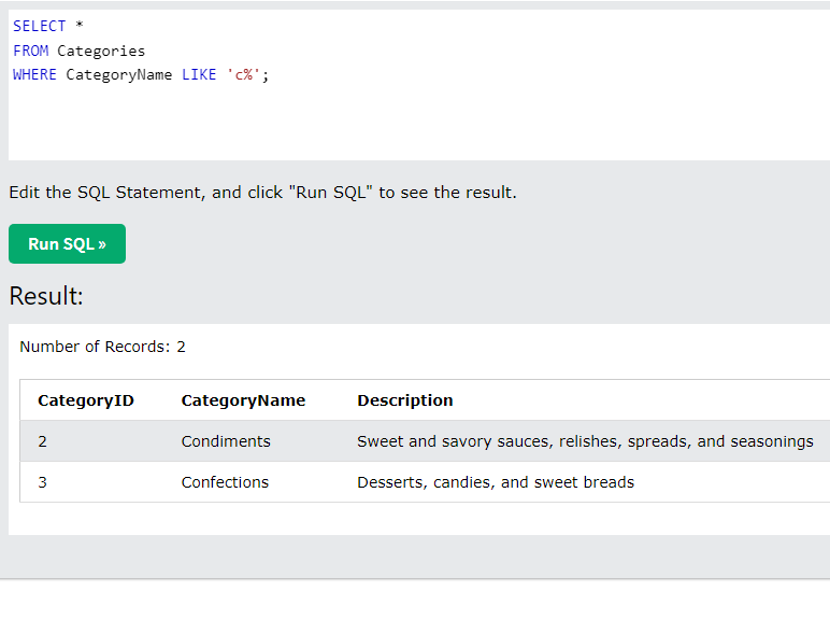 SELECT *
FROM Categories
WHERE CategoryName LIKE 'c%';
Edit the SQL Statement, and click "Run SQL" to see the result.
Run SQL »
Result:
Number of Records: 2
CategoryID CategoryName Description
2 Condiments Sweet and savory sauces, relishes, spreads, and seasonings
3 Confections Desserts, candies, and sweet breads